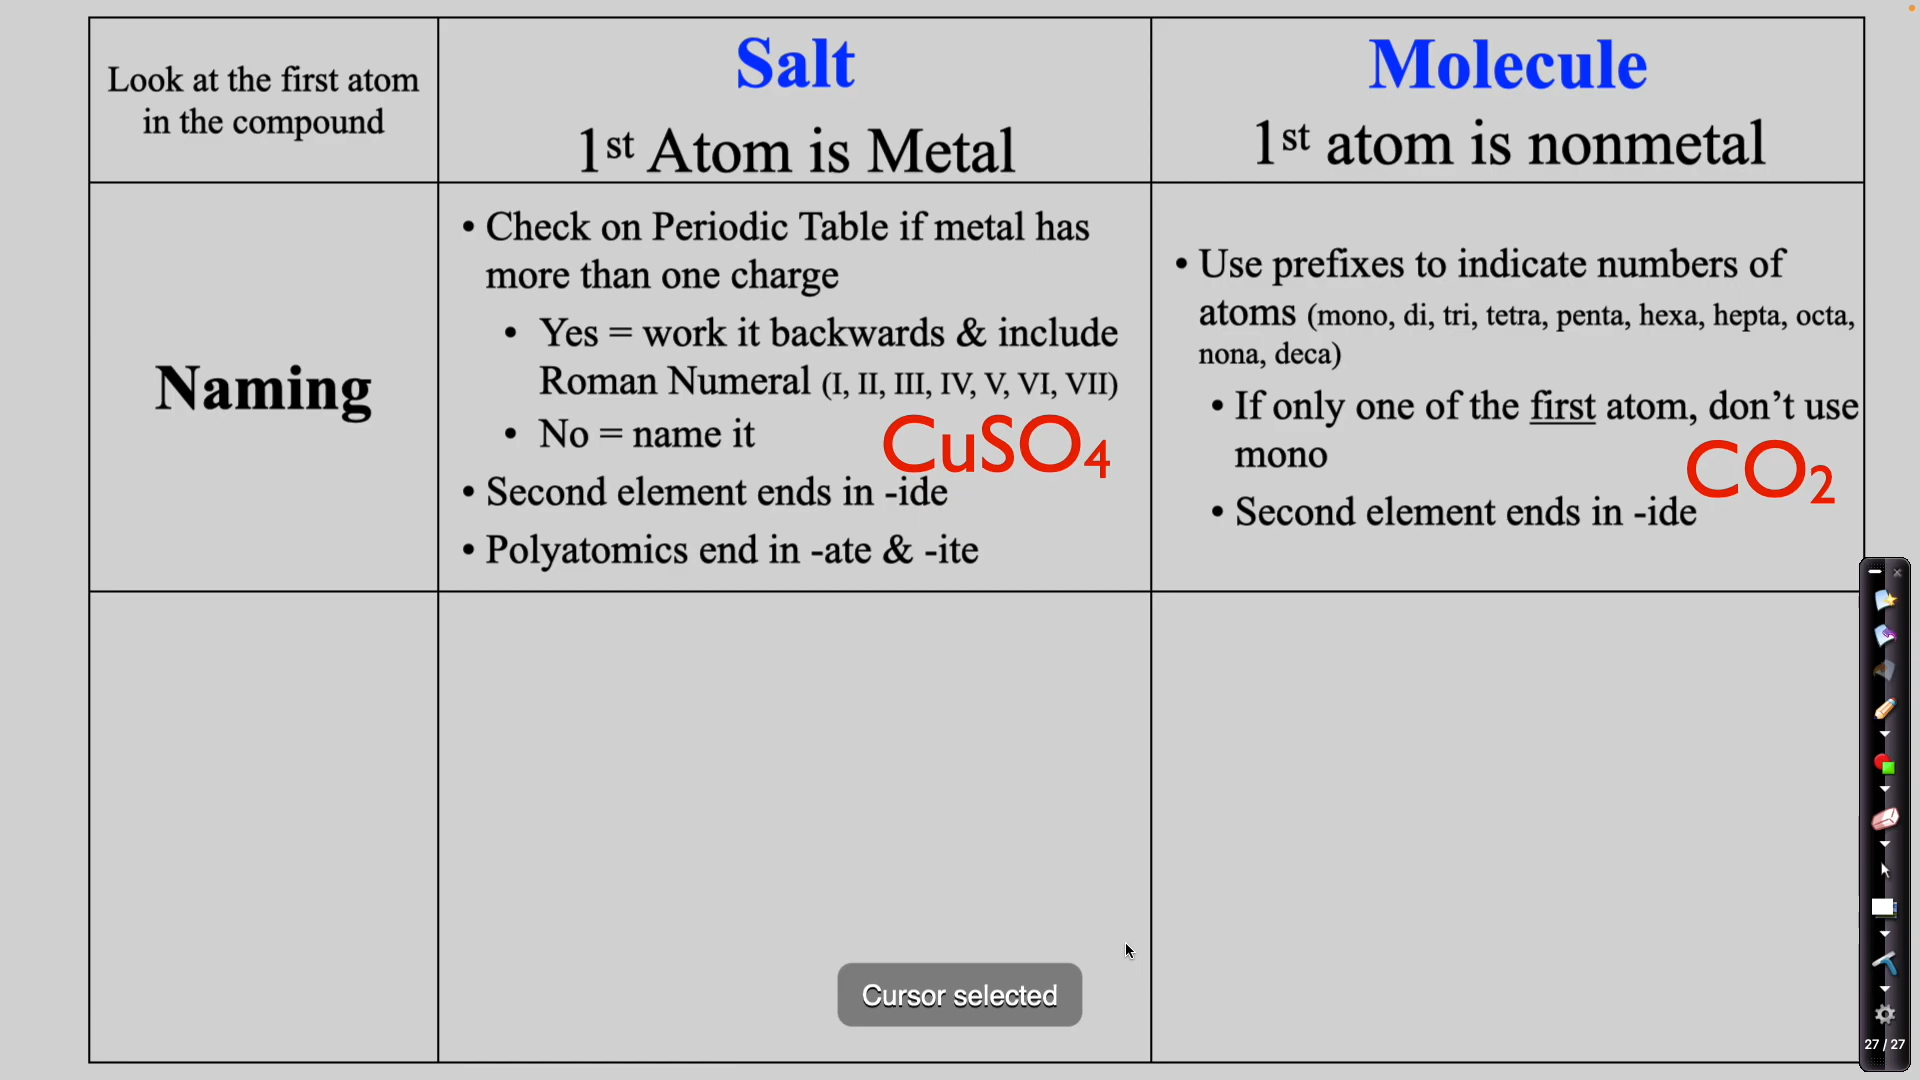 Look at the first atom
in the compound
Salt
1st Atom is Metal
Molecule
1st atom is nonmetal
Naming
• Check on Periodic Table if metal has
more than one charge
• Yes = work it backwards & include
Roman Numeral (I, II, III, IV, V, VI, VII)
• No = name it
CuSO₄
• Second element ends in -ide
• Polyatomics end in -ate & -ite
• Use prefixes to indicate numbers of
atoms (mono, di, tri, tetra, penta, hexa, hepta, octa,
nona, deca)
• If only one of the first atom, don’t use
mono
CO₂
• Second element ends in -ide
Cursor selected
27 / 27